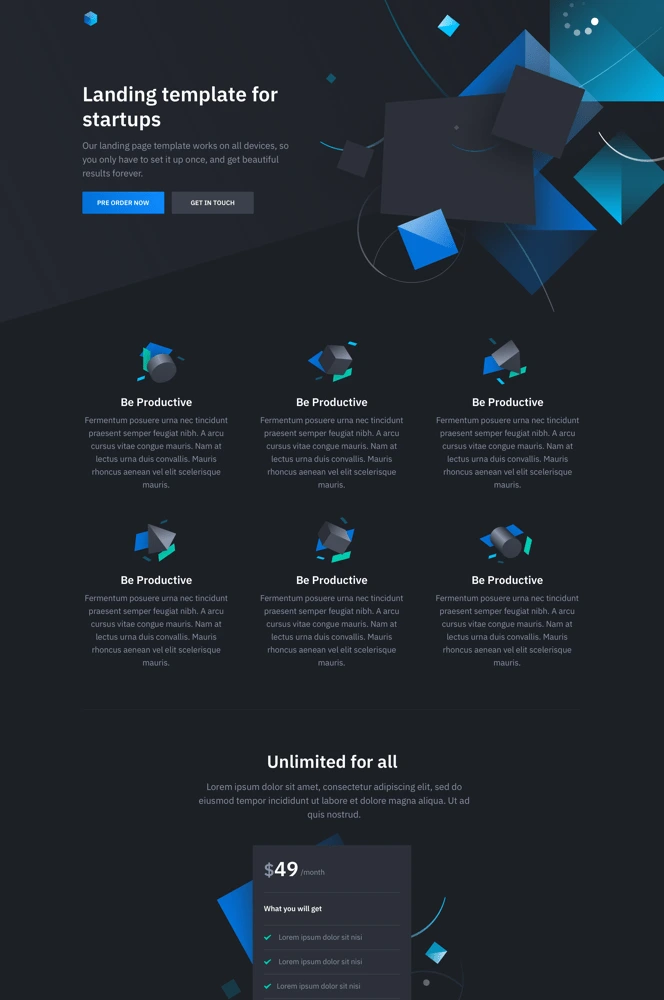 Landing template for
startups
Our landing page template works on all devices, so
you only have to set it up once, and get beautiful
results forever.
PRE ORDER NOW
GET IN TOUCH
Be Productive
Fermentum posuere urna nec tincidunt
praesent semper feugiat nibh. A arcu
cursus vitae congue mauris. Nam at
lectus urna duis convallis. Mauris
rhoncus aenean vel elit scelerisque
mauris.
Be Productive
Fermentum posuere urna nec tincidunt
praesent semper feugiat nibh. A arcu
cursus vitae congue mauris. Nam at
lectus urna duis convallis. Mauris
rhoncus aenean vel elit scelerisque
mauris.
Be Productive
Fermentum posuere urna nec tincidunt
praesent semper feugiat nibh. A arcu
cursus vitae congue mauris. Nam at
lectus urna duis convallis. Mauris
rhoncus aenean vel elit scelerisque
mauris.
Be Productive
Fermentum posuere urna nec tincidunt
praesent semper feugiat nibh. A arcu
cursus vitae congue mauris. Nam at
lectus urna duis convallis. Mauris
rhoncus aenean vel elit scelerisque
mauris.
Be Productive
Fermentum posuere urna nec tincidunt
praesent semper feugiat nibh. A arcu
cursus vitae congue mauris. Nam at
lectus urna duis convallis. Mauris
rhoncus aenean vel elit scelerisque
mauris.
Be Productive
Fermentum posuere urna nec tincidunt
praesent semper feugiat nibh. A arcu
cursus vitae congue mauris. Nam at
lectus urna duis convallis. Mauris
rhoncus aenean vel elit scelerisque
mauris.
Unlimited for all
Lorem ipsum dolor sit amet, consectetur adipiscing elit, sed do
eiusmod tempor incididunt ut labore et dolore magna aliqua. Ut ad
quis nostrud.
$49 /month
What you will get
Lorem ipsum dolor sit nisi
Lorem ipsum dolor sit nisi
Lorem ipsum dolor sit nisi